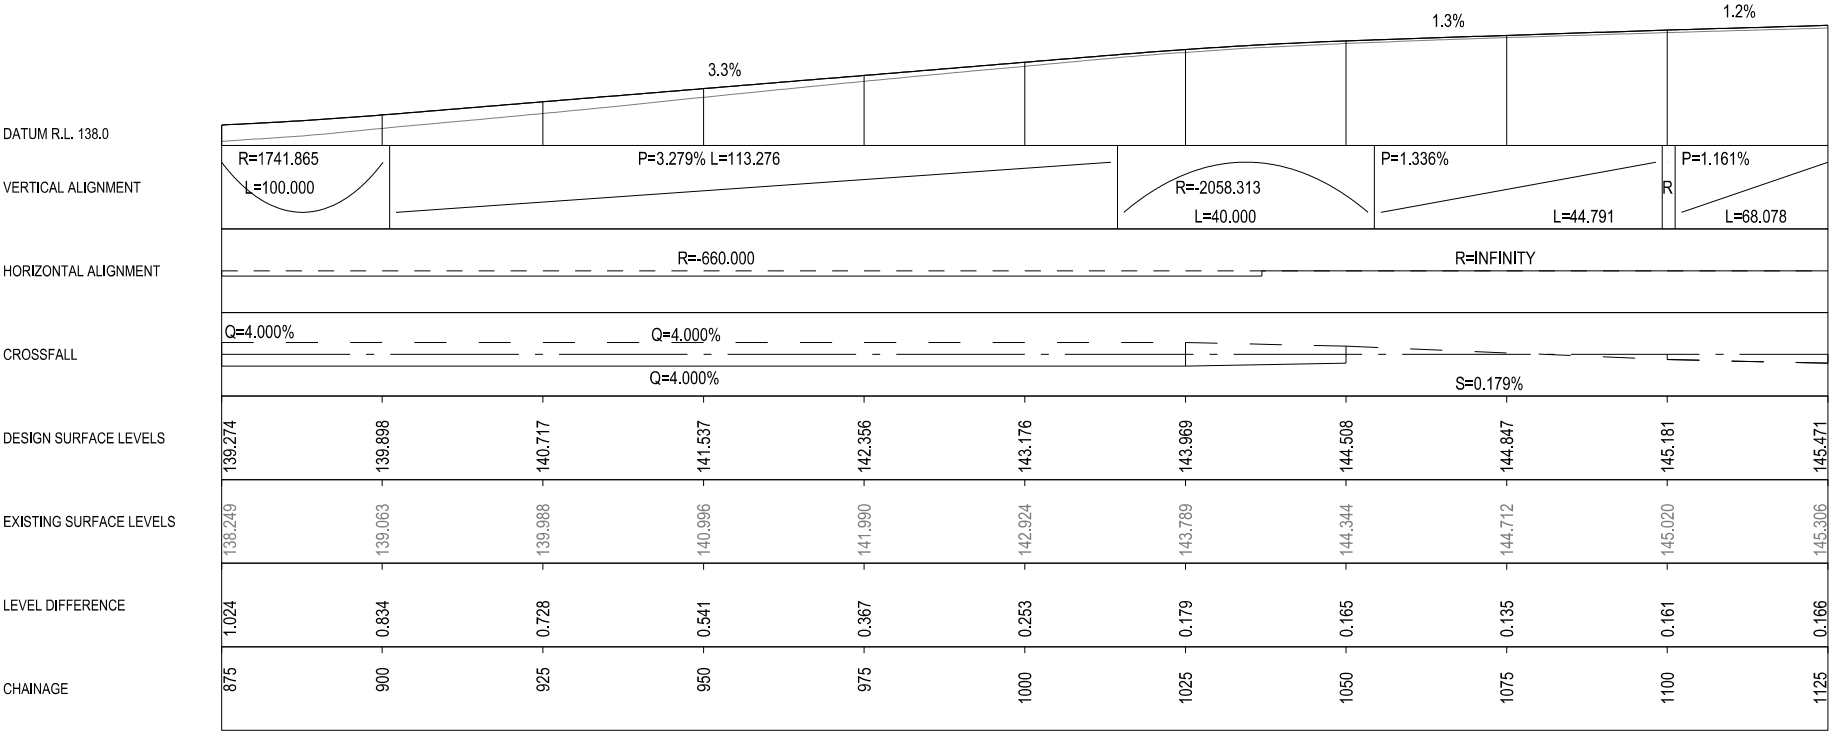 1.2%
1.3%
3.3%
DATUM R.L. 138.0
R=1741.865
P=3.279% L=113.276
P=1.336%
P=1.161%
VERTICAL ALIGNMENT
L=100.000
R=-2058.313
R
L=40.000
L=44.791
L=68.078
HORIZONTAL ALIGNMENT
R=-660.000
R=INFINITY
Q=4.000%
Q=4.000%
CROSSFALL
Q=4.000%
S=0.179%
DESIGN SURFACE LEVELS
139.274 139.898 140.717 141.537 142.356 143.176 143.969 144.508 144.847 145.181 145.471
EXISTING SURFACE LEVELS
138.249 139.063 139.988 140.996 141.990 142.924 143.789 144.344 144.712 145.020 145.306
LEVEL DIFFERENCE
1.024 0.834 0.728 0.541 0.367 0.253 0.179 0.165 0.135 0.161 0.166
CHAINAGE
875 900 925 950 975 1000 1025 1050 1075 1100 1125